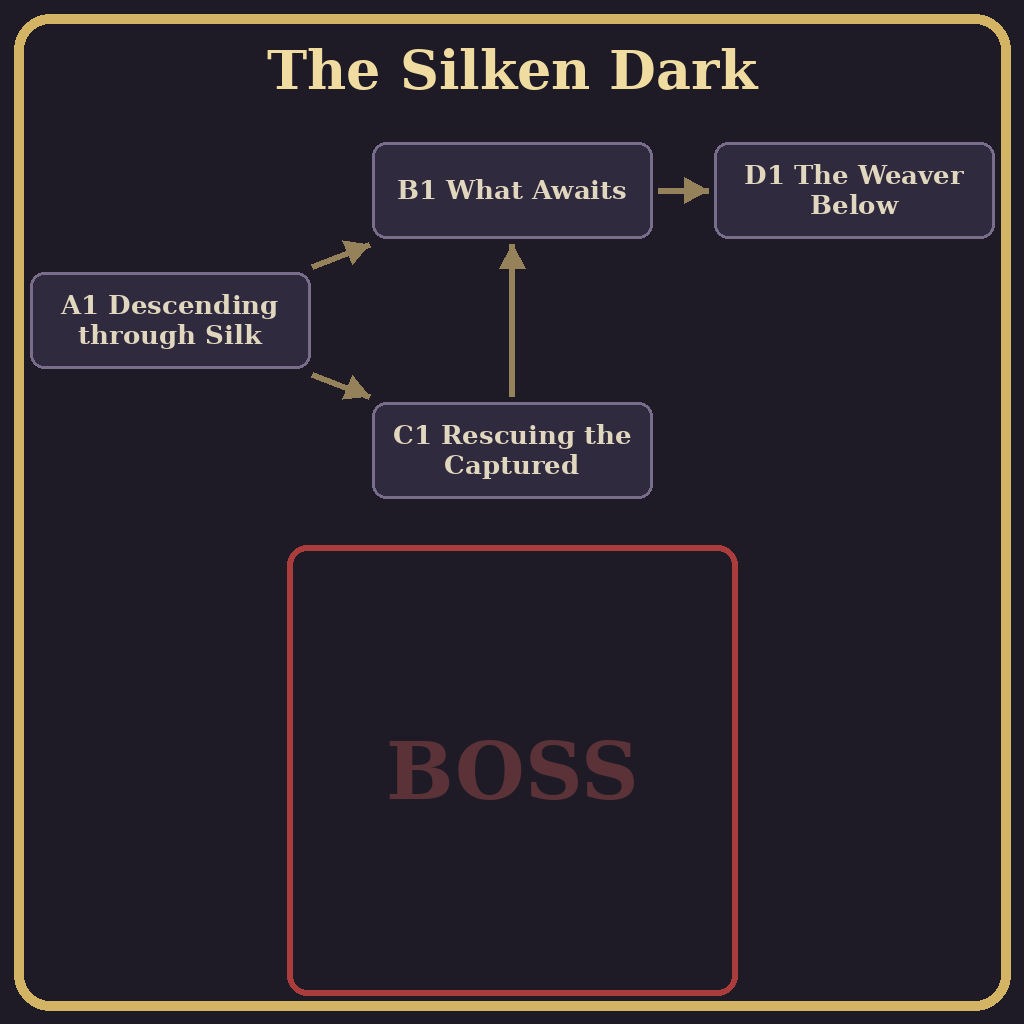 The Silken Dark
B1 What Awaits
D1 The Weaver
Below
A1 Descending
through Silk
C1 Rescuing the
Captured
BOSS